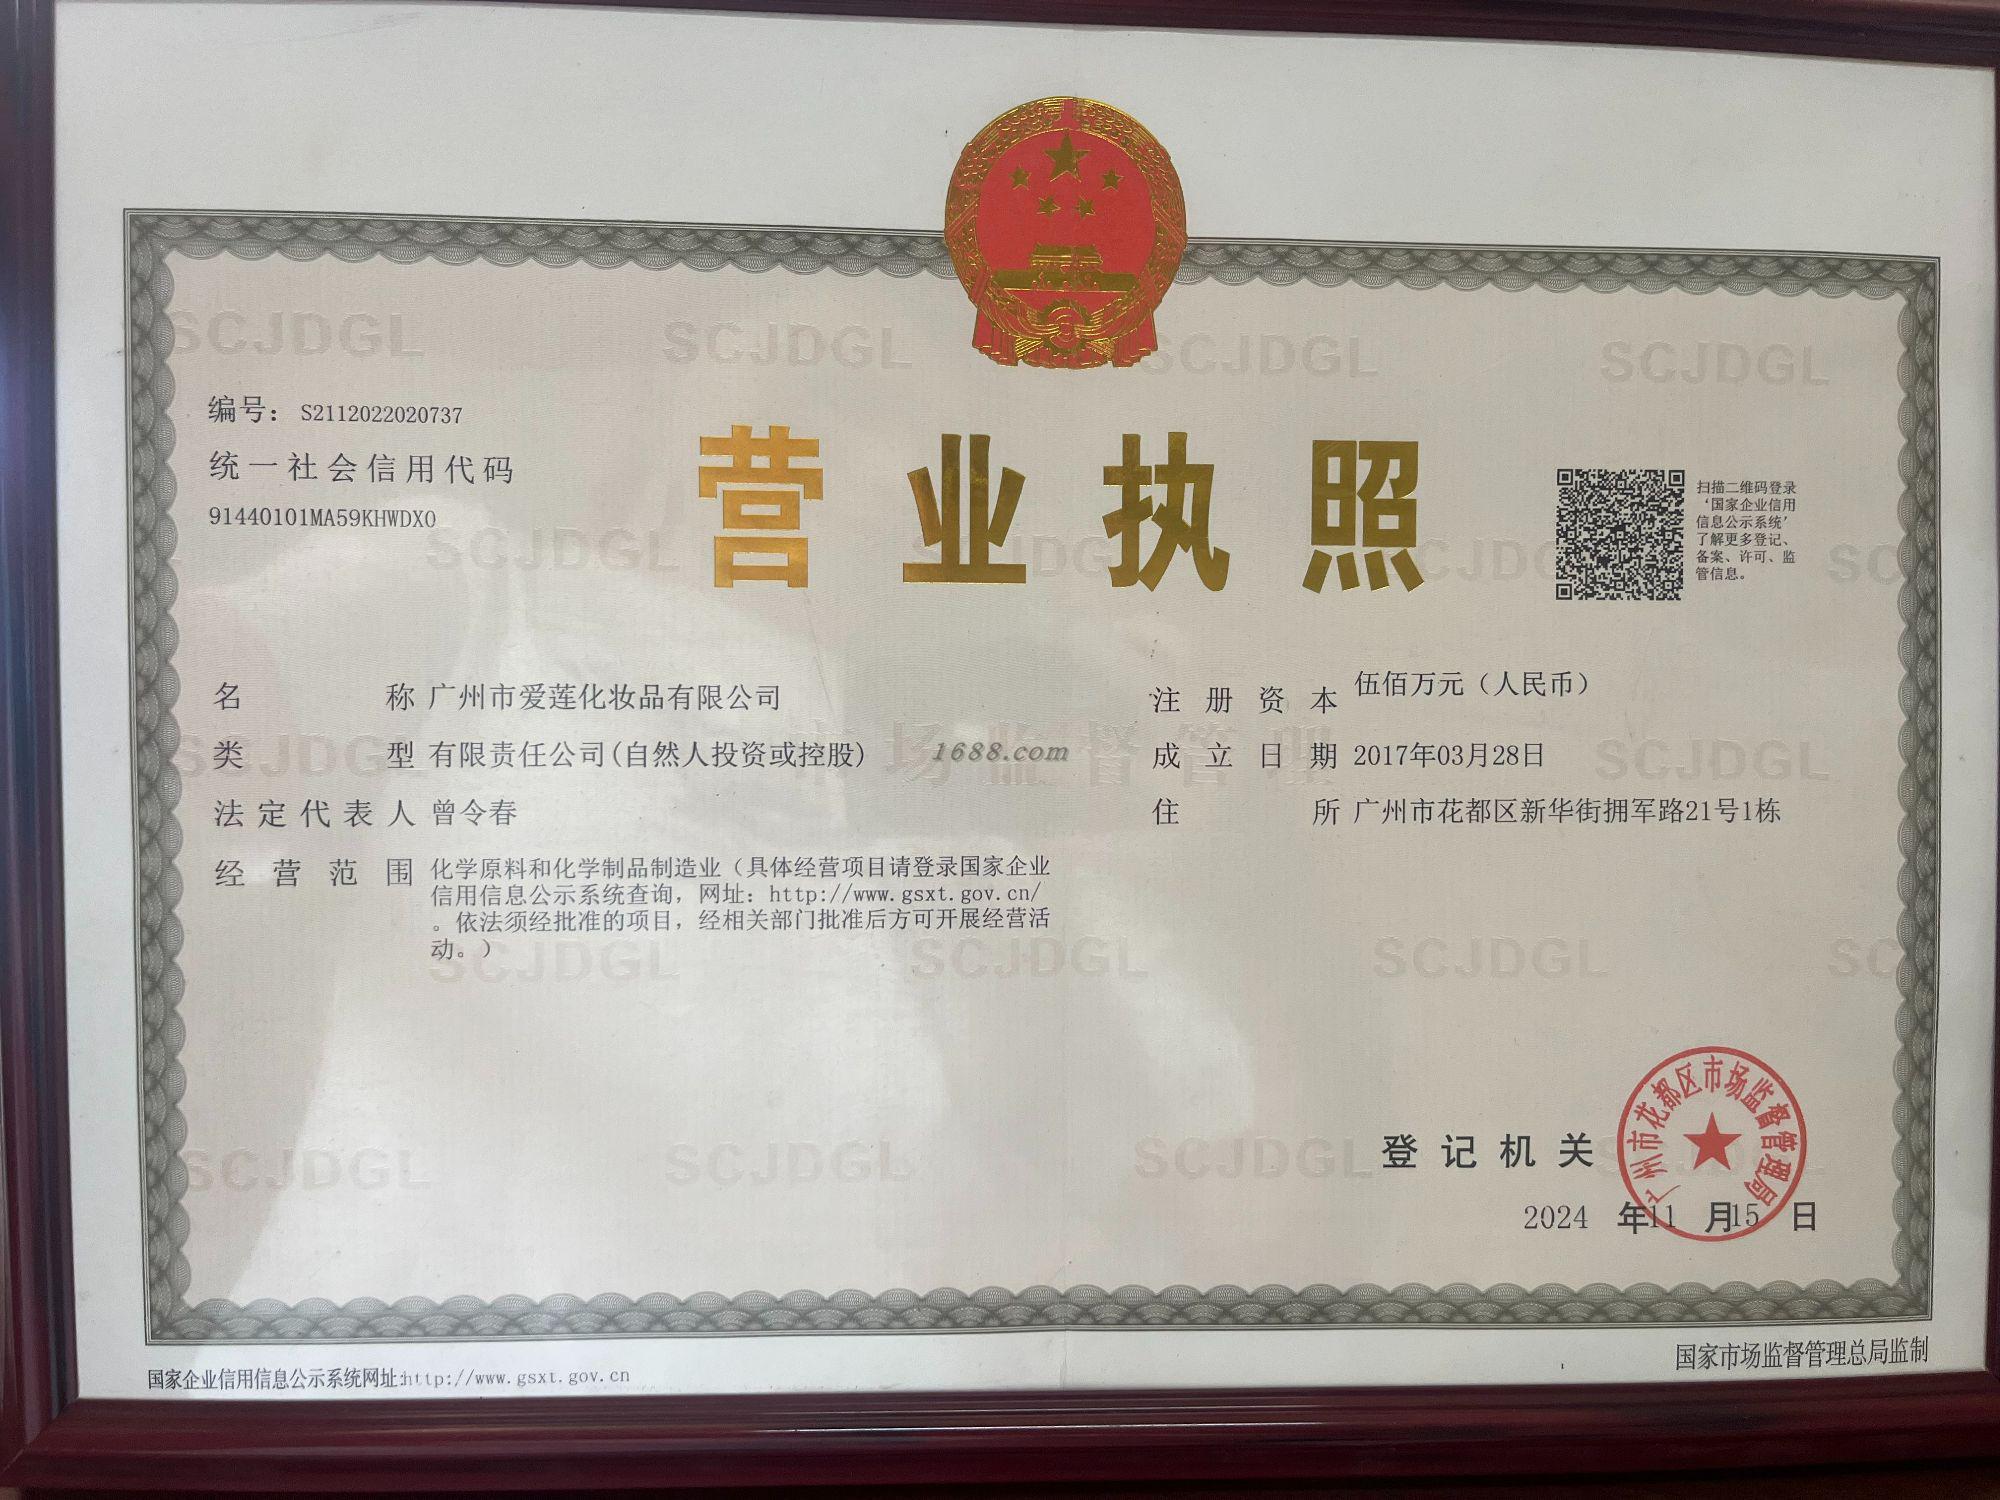 编号: S2112022020737
统一社会信用代码
91440101MA59KHWDX0
营业执照
扫描二维码登录
‘国家企业信用
信息公示系统’
了解更多登记、
备案、许可、监
管信息。
名称 广州市爱莲化妆品有限公司
类型 有限责任公司(自然人投资或控股)
法定代表人 曾令春
经营范围 化学原料和化学制品制造业（具体经营项目请登录国家企业
信用信息公示系统查询，网址：http://www.gsxt.gov.cn/
。依法须经批准的项目，经相关部门批准后方可开展经营活
动。）
1688.com
注册资本 伍佰万元（人民币）
成立日期 2017年03月28日
住所 广州市花都区新华街拥军路21号1栋
市场监督管理
SCJDGL SCJDGL SCJDGL SCJDGL
登记机关
广州市花都区市场监督管理局
2024 年11 月15 日
国家企业信用信息公示系统网址:http://www.gsxt.gov.cn
国家市场监督管理总局监制